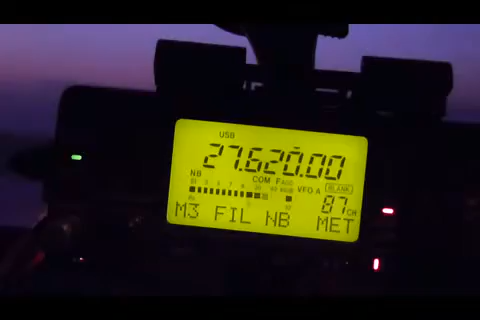 USB
27.620.00
NB COM VFO A BLANK
87 CH
M3 FIL NB MET